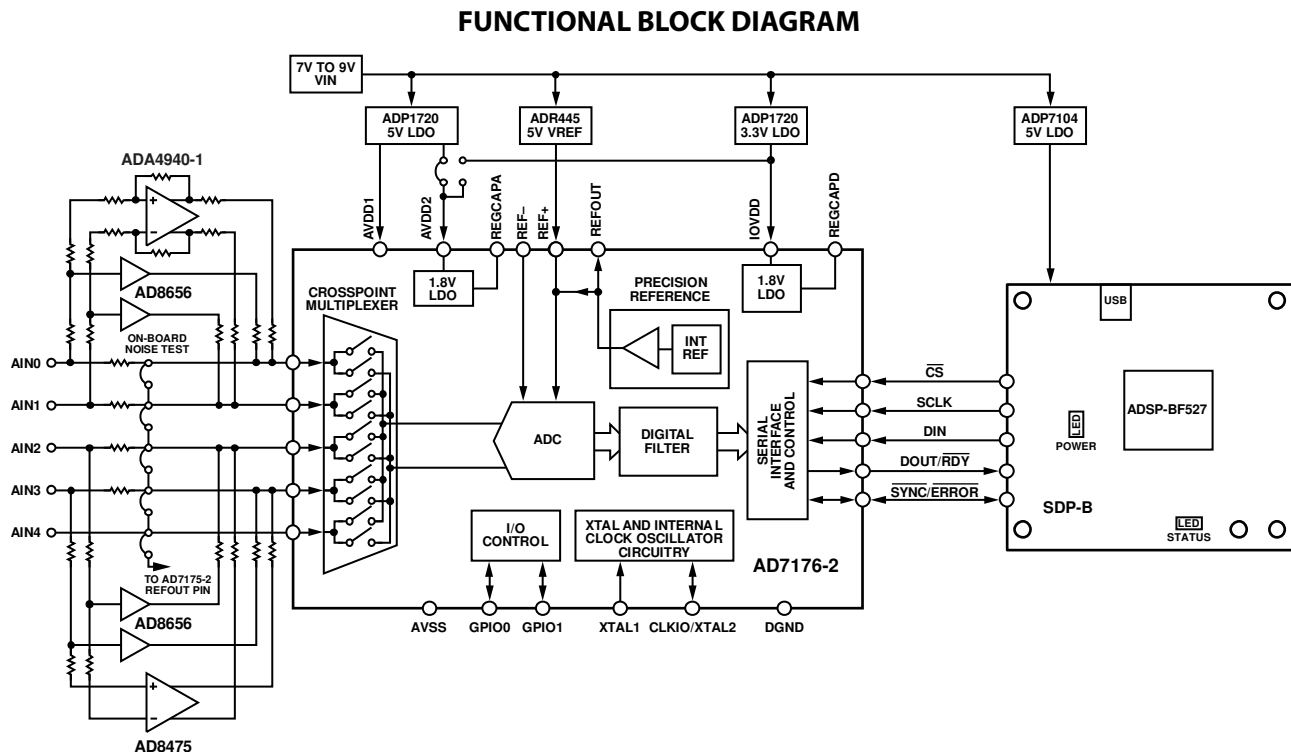 FUNCTIONAL BLOCK DIAGRAM
7V TO 9V
VIN
ADP1720
5V LDO
ADR445
5V VREF
ADP1720
3.3V LDO
ADP7104
5V LDO
ADA4940-1
AVDD1
AVDD2
REGCAPA
REF–
REF+
REFOUT
IOVDD
REGCAPD
+
–
AD8656
ON-BOARD
NOISE TEST
CROSSPOINT
MULTIPLEXER
1.8V
LDO
PRECISION
REFERENCE
INT
REF
1.8V
LDO
USB
AIN0
AIN1
AIN2
AIN3
AIN4
ADC
DIGITAL
FILTER
SERIAL
INTERFACE
AND CONTROL
CS
SCLK
DIN
DOUT/RDY
SYNC/ERROR
ADSP-BF527
LED
POWER
SDP-B
LED
STATUS
I/O
CONTROL
XTAL AND INTERNAL
CLOCK OSCILLATOR
CIRCUITRY
AD7176-2
TO AD7175-2
REFOUT PIN
AD8656
AVSS
GPIO0
GPIO1
XTAL1
CLKIO/XTAL2
DGND
+
–
AD8475